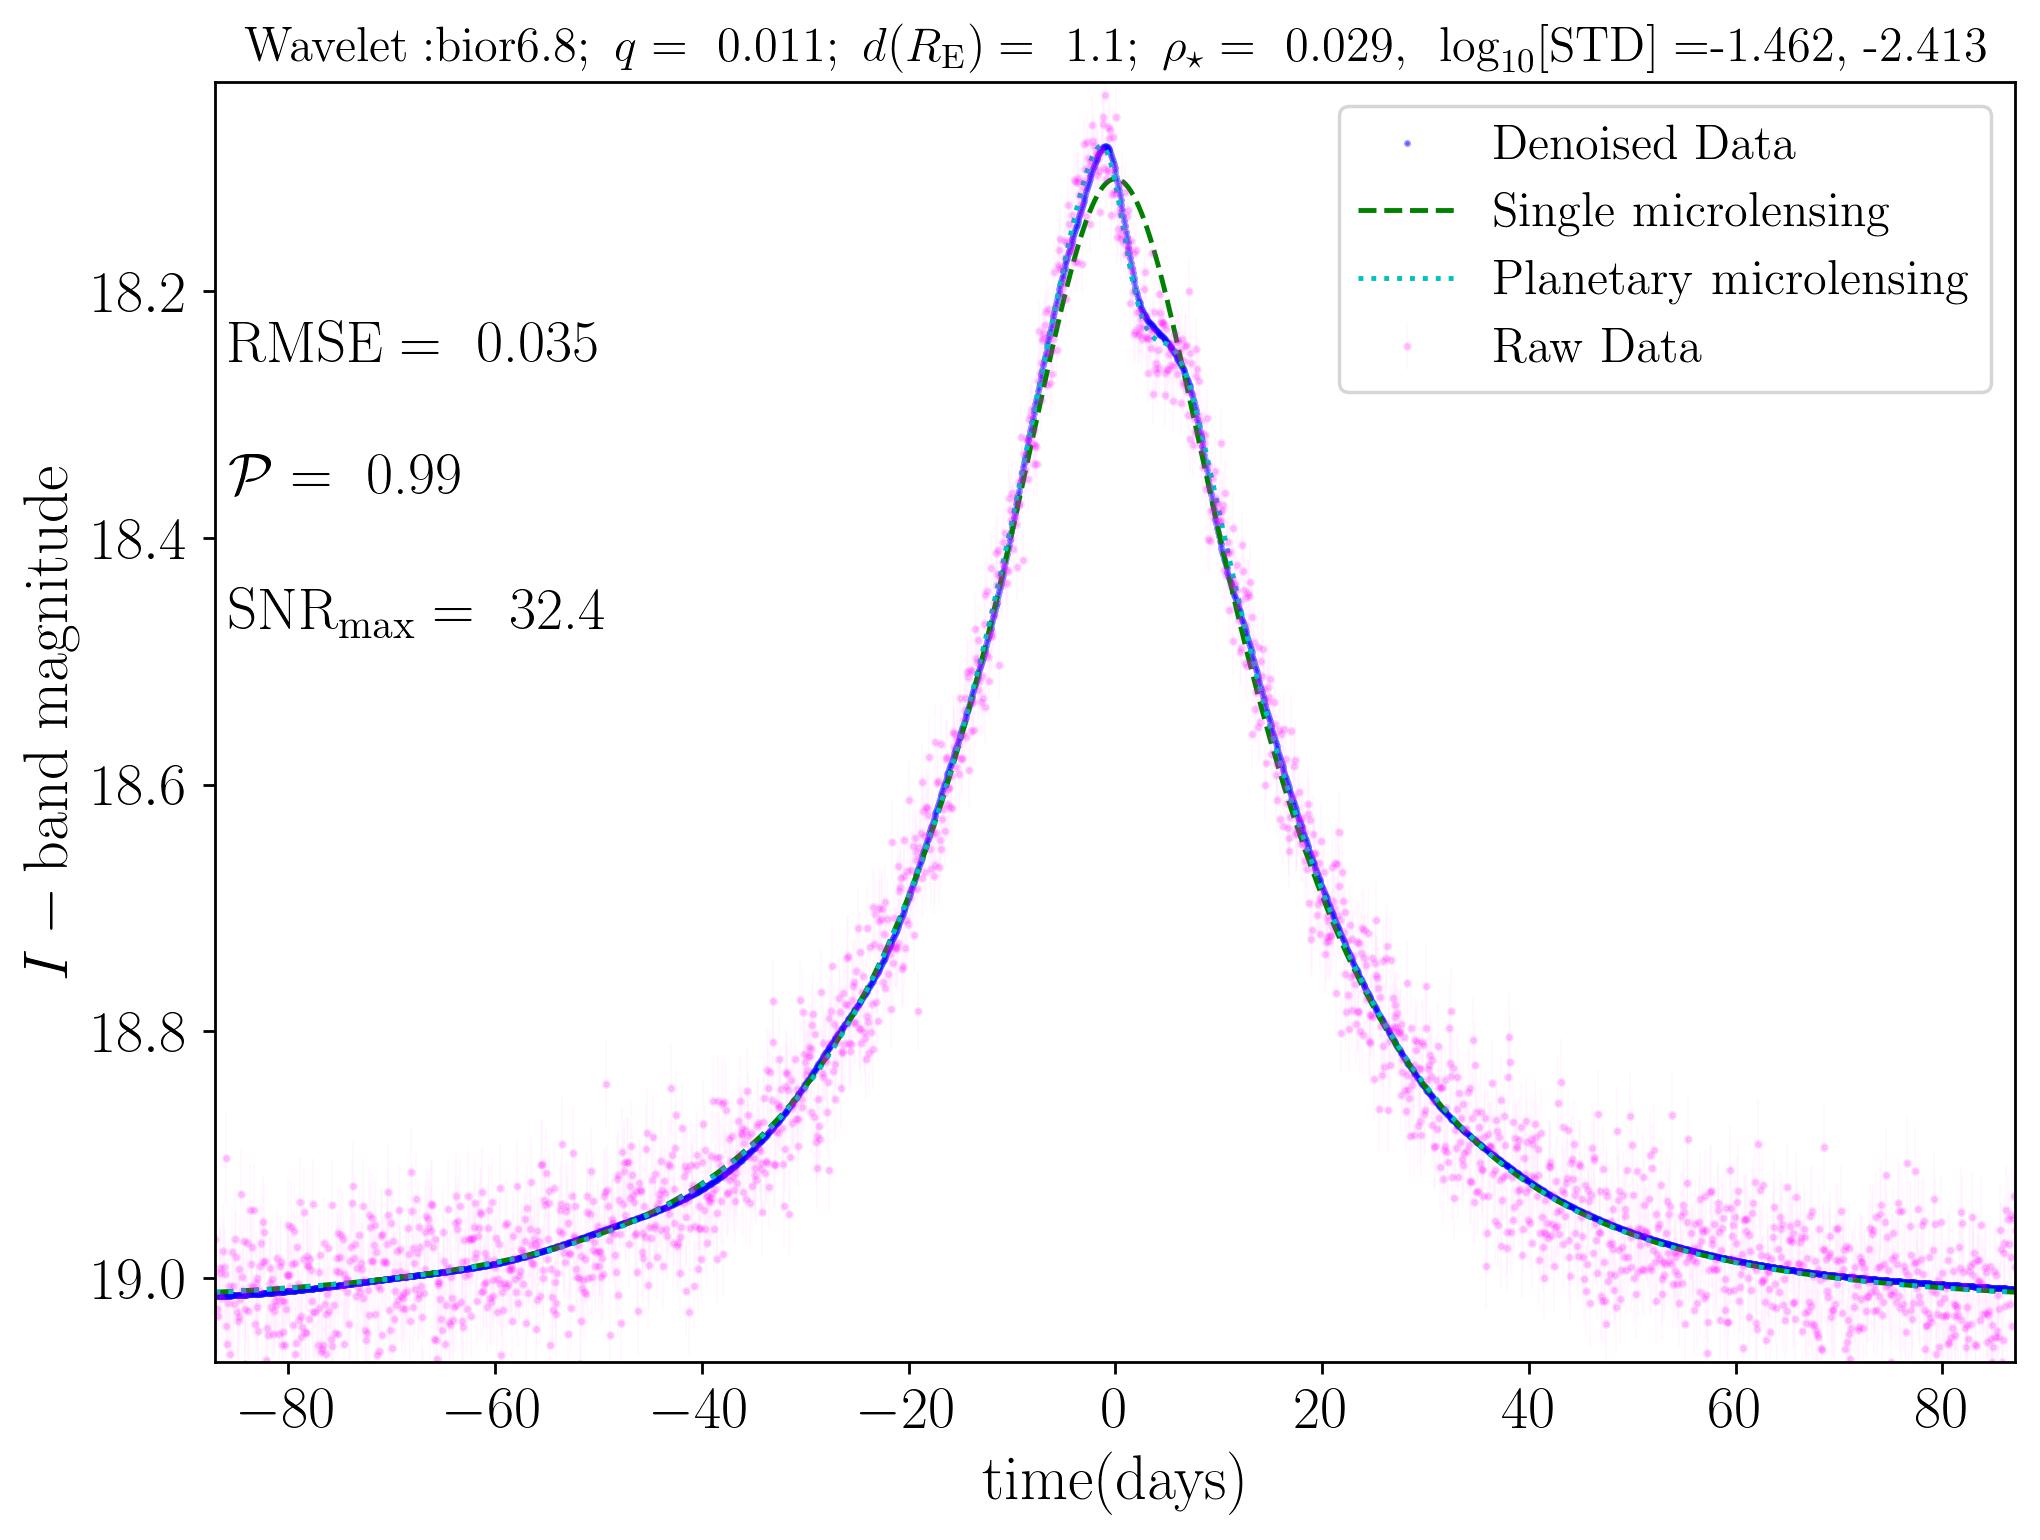 Wavelet :bior6.8; q = 0.011; d(R_E) = 1.1; ρ⋆ = 0.029, log₁₀[STD] =-1.462, -2.413
Denoised Data
Single microlensing
Planetary microlensing
Raw Data
RMSE = 0.035
𝒫 = 0.99
SNR_max = 32.4
I − band magnitude
18.2
18.4
18.6
18.8
19.0
−80 −60 −40 −20 0 20 40 60 80
time(days)